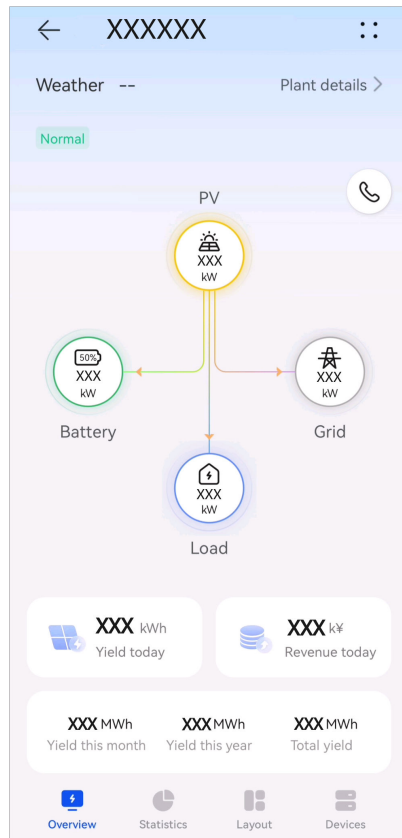 XXXXXX
Weather --
Plant details
Normal
PV
XXX
kW
50%
XXX
kW
Battery
XXX
kW
Grid
XXX
kW
Load
XXX kWh
Yield today
XXX k¥
Revenue today
XXX MWh
Yield this month
XXX MWh
Yield this year
XXX MWh
Total yield
Overview
Statistics
Layout
Devices